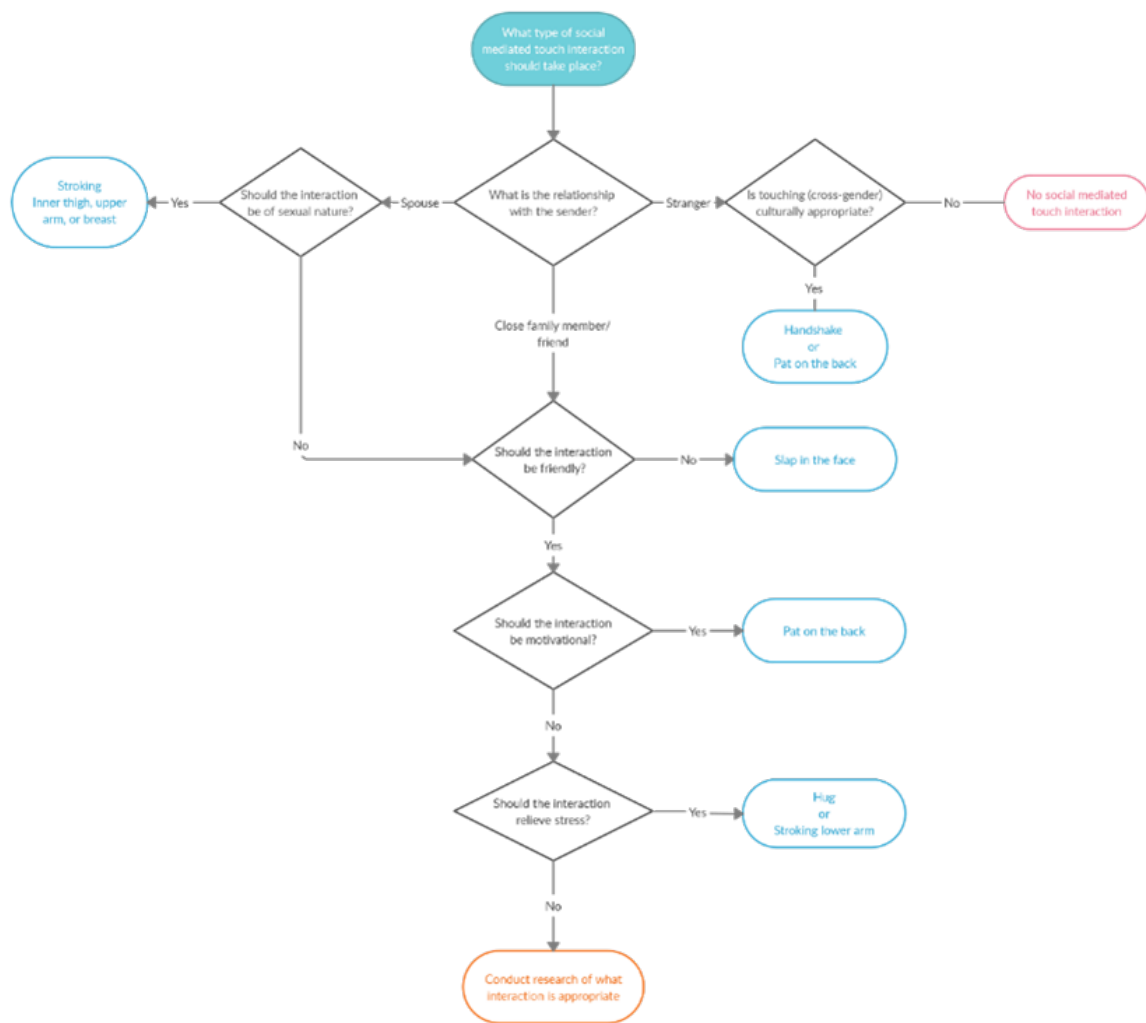 What type of social
mediated touch interaction
should take place?
Stroking
Inner thigh, upper
arm, or breast
Yes
Should the interaction
be of sexual nature?
Spouse
What is the relationship
with the sender?
Stranger
Is touching (cross-gender)
culturally appropriate?
No
No social mediated
touch interaction
Yes
Handshake
or
Pat on the back
Close family member/
friend
No
Should the interaction
be friendly?
No
Slap in the face
Yes
Should the interaction
be motivational?
Yes
Pat on the back
No
Should the interaction
relieve stress?
Yes
Hug
or
Stroking lower arm
No
Conduct research of what
interaction is appropriate